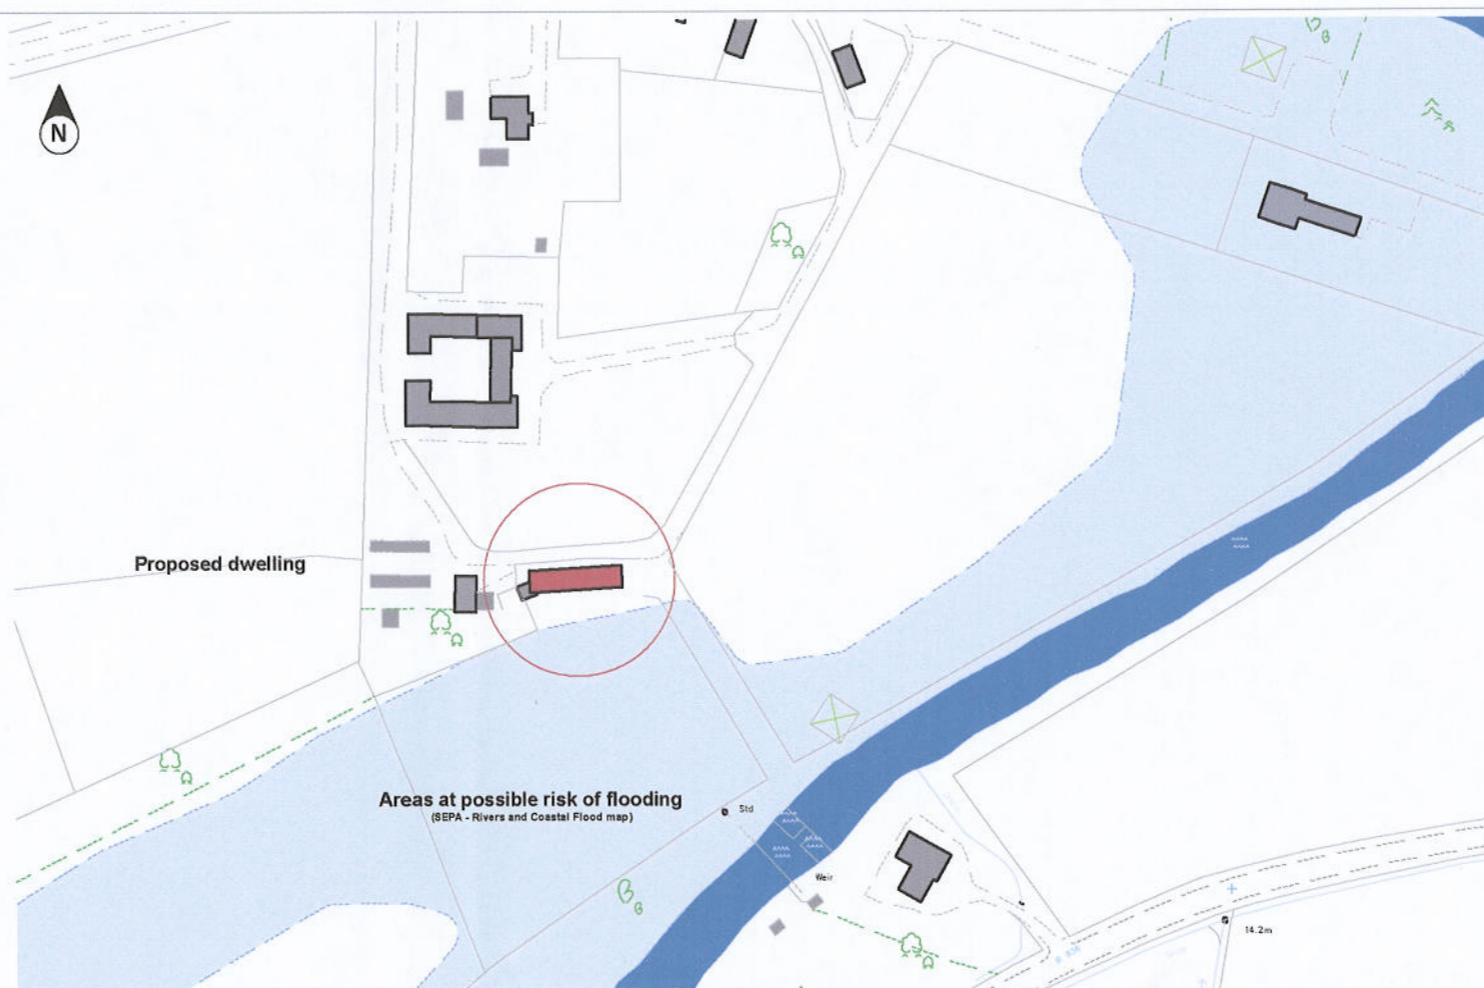 N
Proposed dwelling
Areas at possible risk of flooding
(SEPA - Rivers and Coastal Flood map)
Std
Weir
14.2m